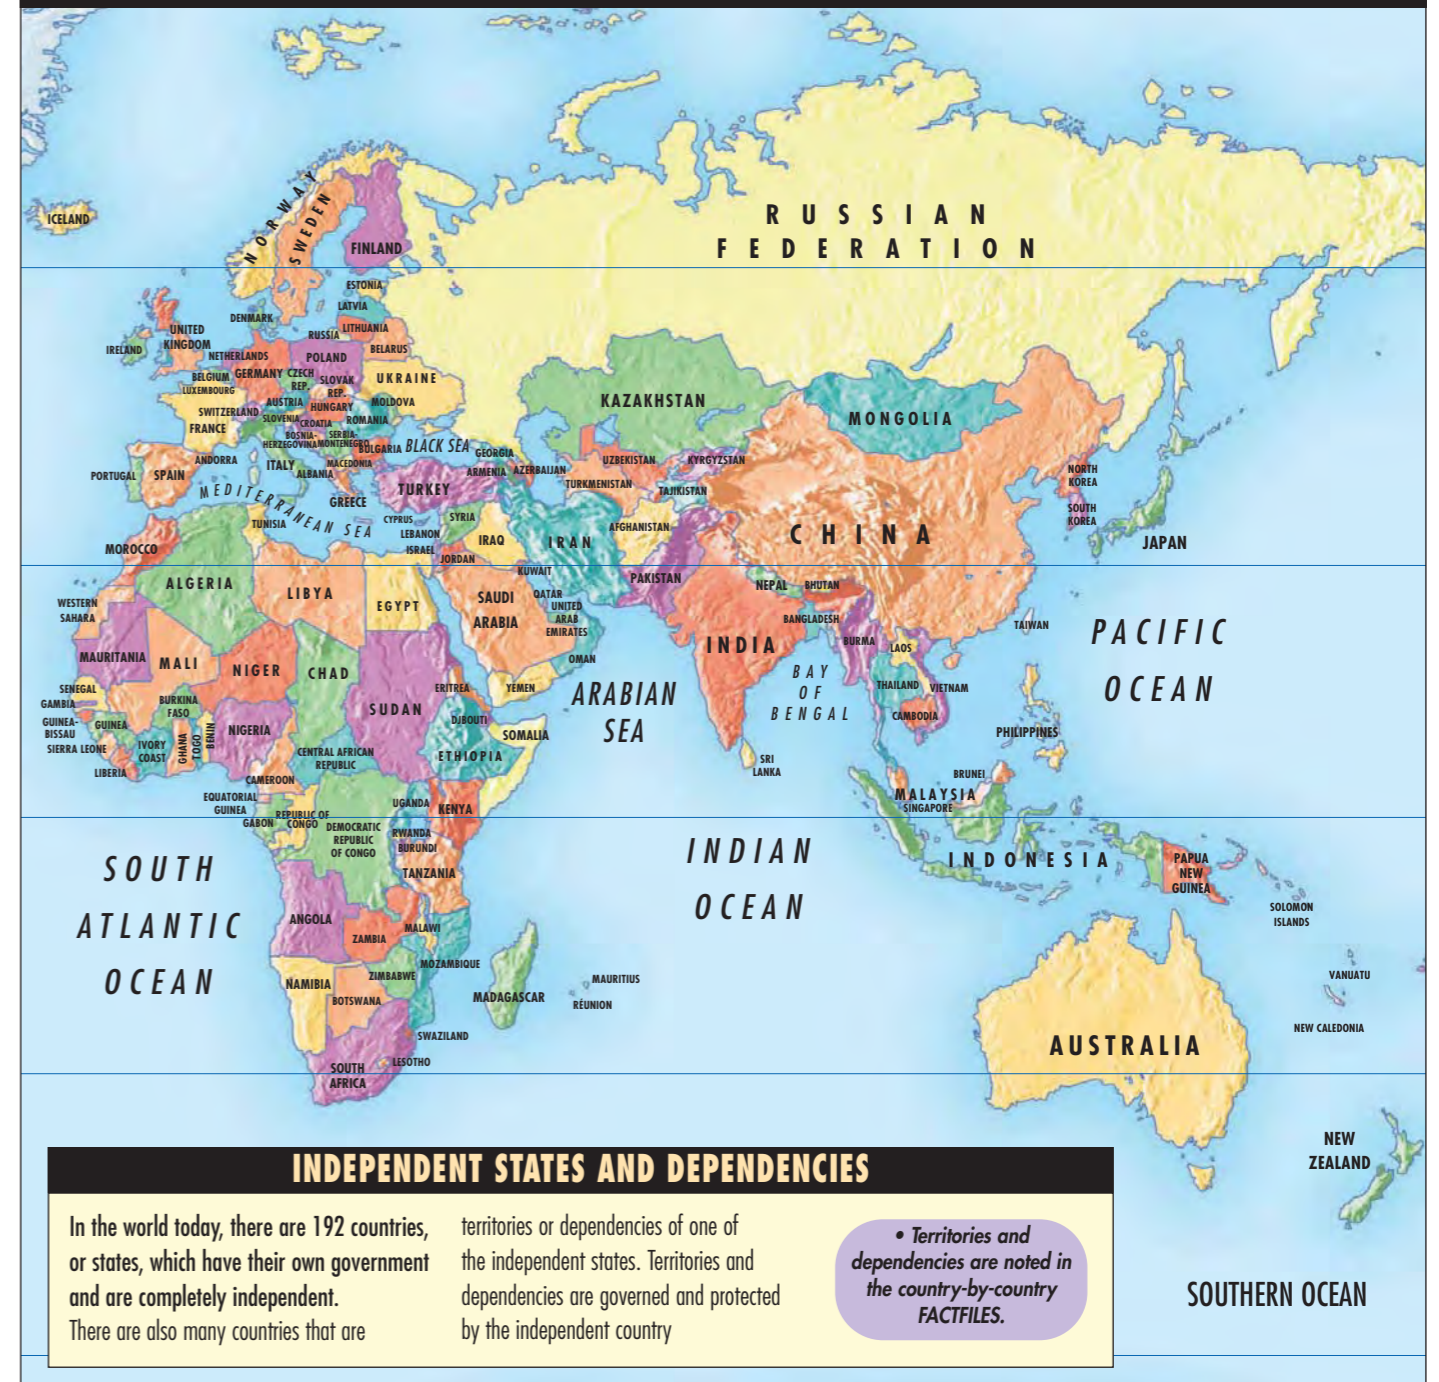 ICELAND
NORWAY
SWEDEN
FINLAND
RUSSIAN
FEDERATION
ESTONIA
LATVIA
LITHUANIA
RUSSIA
DENMARK
UNITED
KINGDOM
IRELAND
NETHERLANDS
POLAND
BELARUS
BELGIUM
GERMANY
CZECH
REP.
SLOVAK
REP.
UKRAINE
LUXEMBOURG
AUSTRIA
HUNGARY
MOLDOVA
SWITZERLAND
SLOVENIA
CROATIA
ROMANIA
FRANCE
BOSNIA-
HERZEGOVINA
SERBIA-
MONTENEGRO
BULGARIA
BLACK SEA
GEORGIA
ANDORRA
ITALY
ALBANIA
MACEDONIA
ARMENIA
AZERBAIJAN
PORTUGAL
SPAIN
MEDITERRANEAN SEA
GREECE
TURKEY
TUNISIA
CYPRUS
SYRIA
LEBANON
ISRAEL
JORDAN
IRAQ
IRAN
KAZAKHSTAN
MONGOLIA
UZBEKISTAN
KYRGYZSTAN
TURKMENISTAN
TAJIKISTAN
AFGHANISTAN
CHINA
NORTH
KOREA
SOUTH
KOREA
JAPAN
MOROCCO
ALGERIA
LIBYA
EGYPT
WESTERN
SAHARA
KUWAIT
SAUDI
ARABIA
QATAR
UNITED
ARAB
EMIRATES
OMAN
YEMEN
PAKISTAN
NEPAL
BHUTAN
BANGLADESH
INDIA
BURMA
LAOS
TAIWAN
PACIFIC
OCEAN
THAILAND
VIETNAM
CAMBODIA
PHILIPPINES
BAY
OF
BENGAL
ARABIAN
SEA
SRI
LANKA
MAURITANIA
MALI
NIGER
CHAD
SUDAN
ERITREA
DJIBOUTI
SOMALIA
ETHIOPIA
SENEGAL
GAMBIA
GUINEA-
BISSAU
GUINEA
SIERRA LEONE
LIBERIA
IVORY
COAST
BURKINA
FASO
GHANA
TOGO
BENIN
NIGERIA
CENTRAL AFRICAN
REPUBLIC
CAMEROON
EQUATORIAL
GUINEA
GABON
REPUBLIC OF
CONGO
DEMOCRATIC
REPUBLIC
OF CONGO
UGANDA
KENYA
RWANDA
BURUNDI
TANZANIA
BRUNEI
MALAYSIA
SINGAPORE
INDONESIA
PAPUA
NEW
GUINEA
SOLOMON
ISLANDS
INDIAN
OCEAN
SOUTH
ATLANTIC
OCEAN
ANGOLA
ZAMBIA
MALAWI
MOZAMBIQUE
ZIMBABWE
NAMIBIA
BOTSWANA
MADAGASCAR
MAURITIUS
RÉUNION
SWAZILAND
LESOTHO
SOUTH
AFRICA
VANUATU
NEW CALEDONIA
AUSTRALIA
NEW
ZEALAND
SOUTHERN OCEAN
INDEPENDENT STATES AND DEPENDENCIES
In the world today, there are 192 countries,
or states, which have their own government
and are completely independent.
There are also many countries that are
territories or dependencies of one of
the independent states. Territories and
dependencies are governed and protected
by the independent country
• Territories and
dependencies are noted in
the country-by-country
FACTFILES.